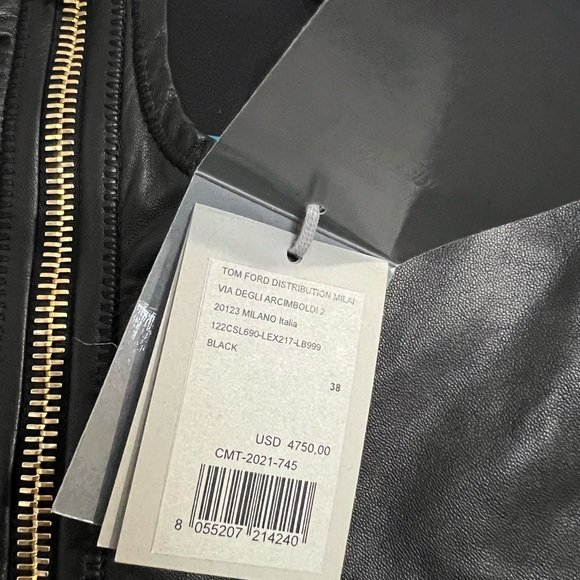 TOM FORD DISTRIBUTION MILAI
VIA DEGLI ARCIMBOLDI 2
20123 MILANO Italia
122CSL690-LEX217-LB999
BLACK
38
USD 4750,00
CMT-2021-745
8 055207 214240